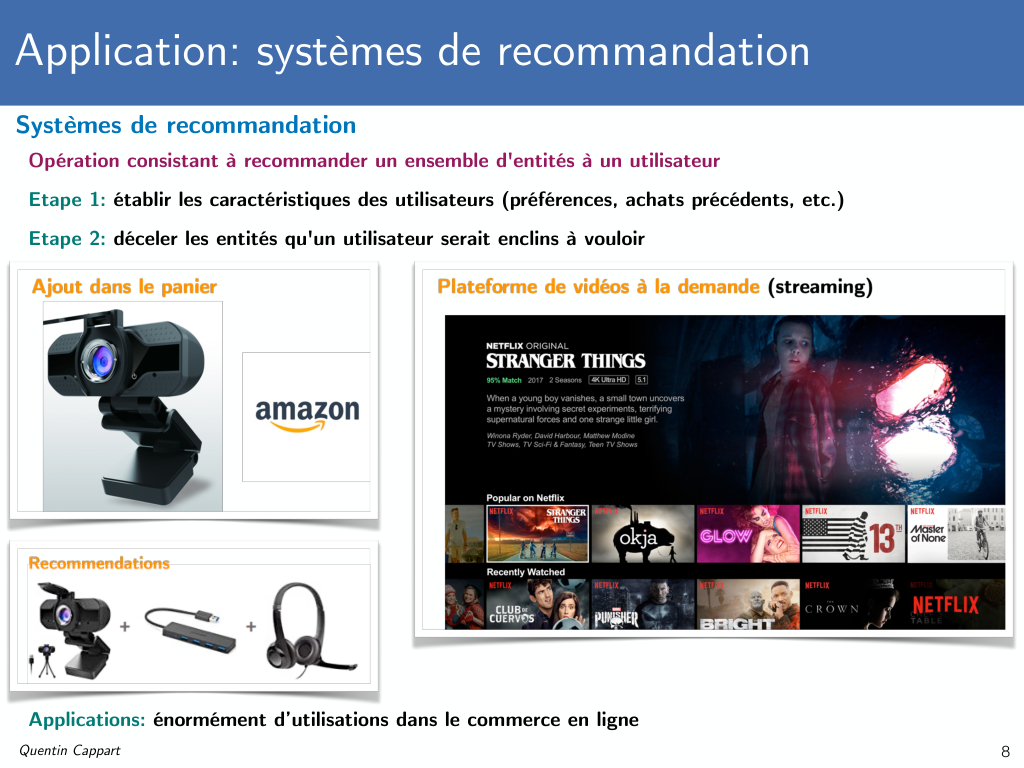 Application: systèmes de recommandation
Systèmes de recommandation
Opération consistant à recommander un ensemble d'entités à un utilisateur
Etape 1: établir les caractéristiques des utilisateurs (préférences, achats précédents, etc.)
Etape 2: déceler les entités qu'un utilisateur serait enclins à vouloir
Ajout dans le panier
amazon
Recommendations
+ +
Plateforme de vidéos à la demande (streaming)
NETFLIX ORIGINAL
STRANGER THINGS
95% Match 2017 2 Seasons 4K Ultra HD 5.1
When a young boy vanishes, a small town uncovers
a mystery involving secret experiments, terrifying
supernatural forces and one strange little girl.
Winona Ryder, David Harbour, Matthew Modine
TV Shows, TV Sci-Fi & Fantasy, Teen TV Shows
Popular on Netflix
NETFLIX
STRANGER
THINGS
okja
NETFLIX
GLOW
NETFLIX
13TH
NETFLIX
Master
of None
Recently Watched
NETFLIX
CLUB DE
CUERVOS
NETFLIX
MARVEL
PUNISHER
NETFLIX
BRIGHT
NETFLIX
THE
CROWN
NETFLIX
TABLE
Applications: énormément d'utilisations dans le commerce en ligne
Quentin Cappart
8